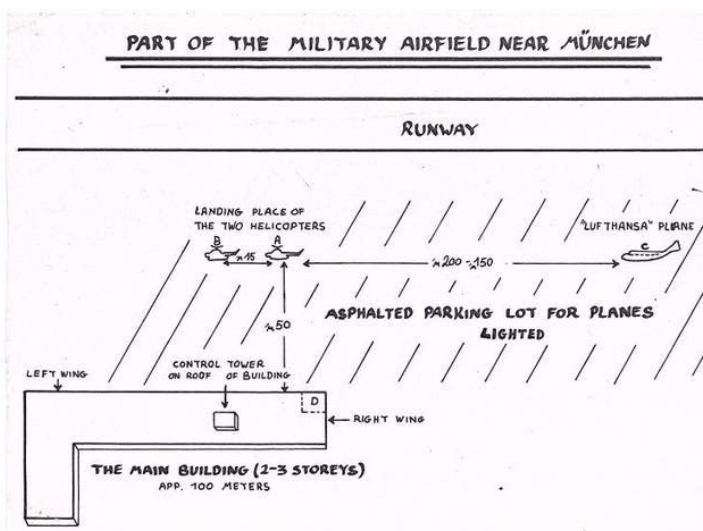 PART OF THE MILITARY AIRFIELD NEAR MÜNCHEN
RUNWAY
LANDING PLACE OF
THE TWO HELICOPTERS
"LUFTHANSA" PLANE
B
A
C
~15
~200-~150
~50
ASPHALTED PARKING LOT FOR PLANES
LIGHTED
CONTROL TOWER
ON ROOF OF BUILDING
LEFT WING
D
RIGHT WING
THE MAIN BUILDING (2-3 STOREYS)
APP. 100 METERS